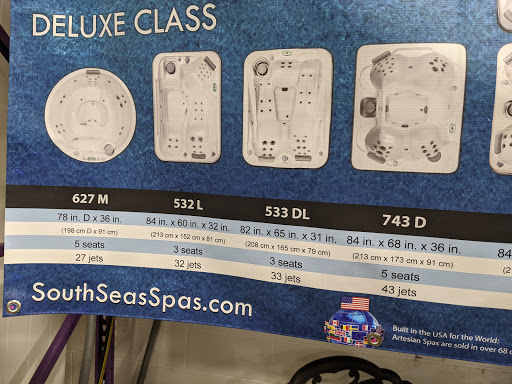 DELUXE CLASS
627 M 532 L 533 DL 743 D
78 in. D x 36 in. 84 in. x 60 in. x 32 in. 82 in. x 65 in. x 31 in. 84 in. x 68 in. x 36 in. 84
(198 cm D x 91 cm) (213 cm x 152 cm x 81 cm) (208 cm x 165 cm x 79 cm) (213 cm x 173 cm x 91 cm) (21
5 seats 3 seats 3 seats 5 seats
27 jets 32 jets 33 jets 43 jets
SouthSeasSpas.com
Built in the USA for the World:
Artesian Spas are sold in over 68 c